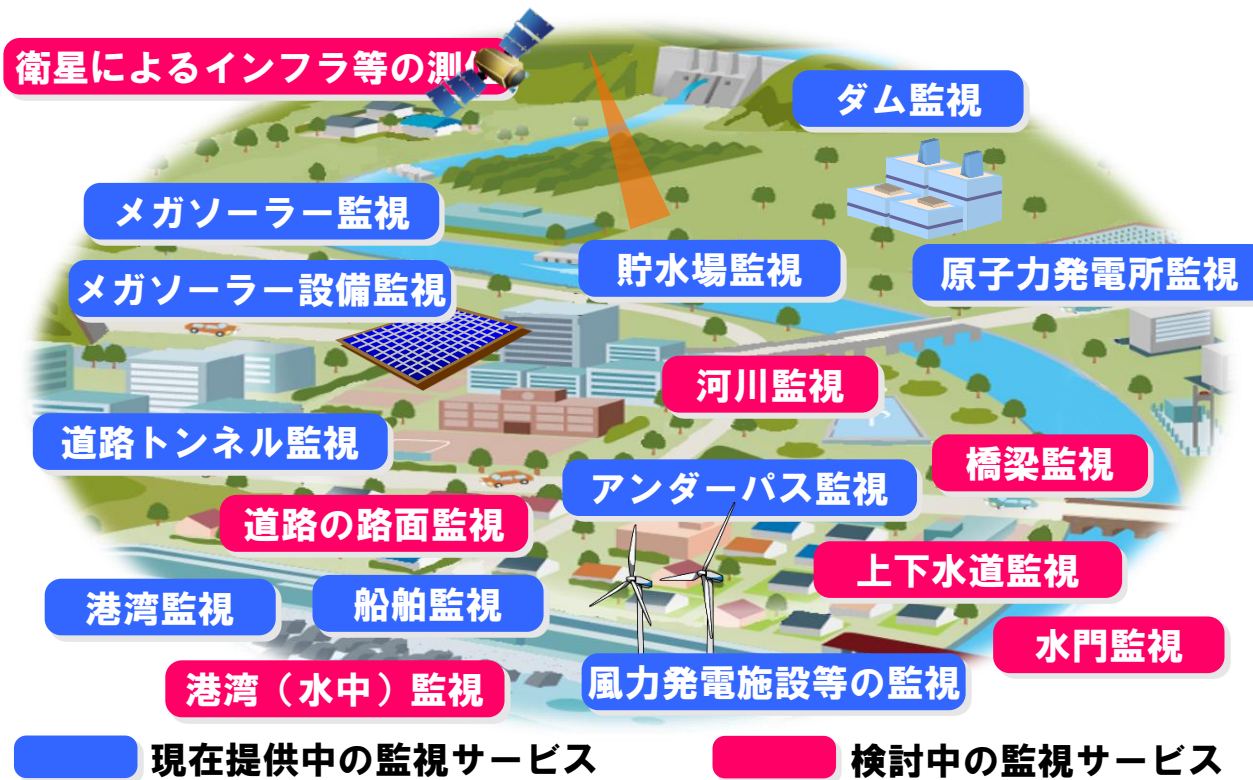 衛星によるインフラ等の測
ダム監視
メガソーラー監視
貯水場監視
原子力発電所監視
メガソーラー設備監視
河川監視
道路トンネル監視
橋梁監視
アンダーパス監視
道路の路面監視
上下水道監視
港湾監視
船舶監視
水門監視
港湾（水中）監視
風力発電施設等の監視
現在提供中の監視サービス
検討中の監視サービス